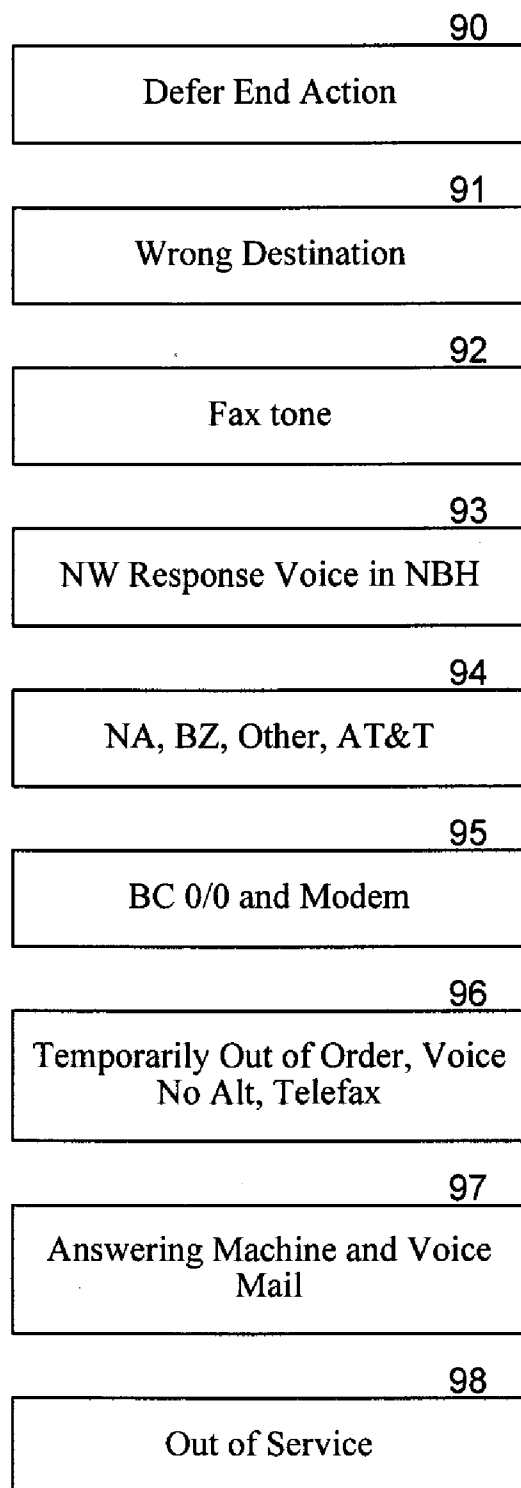 90
Defer End Action
91
Wrong Destination
92
Fax tone
93
NW Response Voice in NBH
94
NA, BZ, Other, AT&T
95
BC 0/0 and Modem
96
Temporarily Out of Order, Voice
No Alt, Telefax
97
Answering Machine and Voice
Mail
98
Out of Service